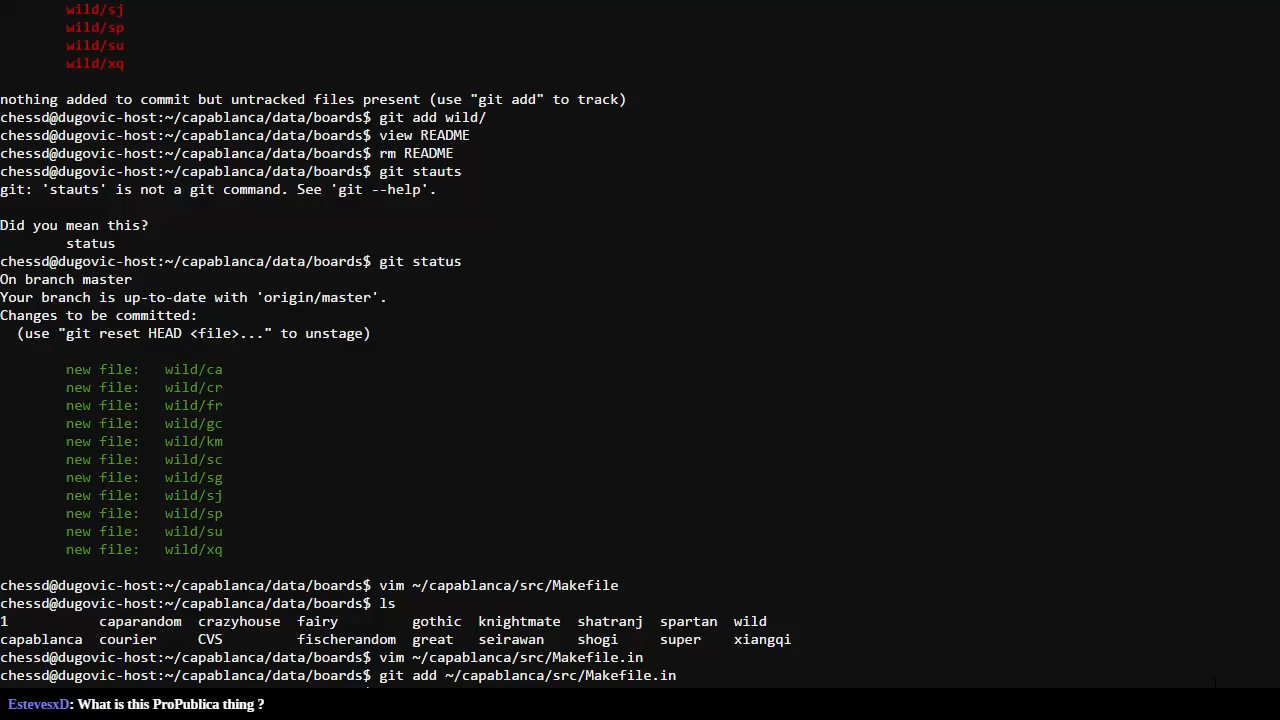 wild/sj
wild/sp
wild/su
wild/xq
nothing added to commit but untracked files present (use "git add" to track)
chessd@dugovic-host:~/capablanca/data/boards$ git add wild/
chessd@dugovic-host:~/capablanca/data/boards$ view README
chessd@dugovic-host:~/capablanca/data/boards$ rm README
chessd@dugovic-host:~/capablanca/data/boards$ git stauts
git: 'stauts' is not a git command. See 'git --help'.
Did you mean this?
status
chessd@dugovic-host:~/capablanca/data/boards$ git status
On branch master
Your branch is up-to-date with 'origin/master'.
Changes to be committed:
(use "git reset HEAD <file>..." to unstage)
new file:   wild/ca
new file:   wild/cr
new file:   wild/fr
new file:   wild/gc
new file:   wild/km
new file:   wild/sc
new file:   wild/sg
new file:   wild/sj
new file:   wild/sp
new file:   wild/su
new file:   wild/xq
chessd@dugovic-host:~/capablanca/data/boards$ vim ~/capablanca/src/Makefile
chessd@dugovic-host:~/capablanca/data/boards$ ls
1 caparandom crazyhouse fairy gothic knightmate shatranj spartan wild
capablanca courier CVS fischerandom great seirawan shogi super xiangqi
chessd@dugovic-host:~/capablanca/data/boards$ vim ~/capablanca/src/Makefile.in
chessd@dugovic-host:~/capablanca/data/boards$ git add ~/capablanca/src/Makefile.in
EstevesxD: What is this ProPublica thing ?